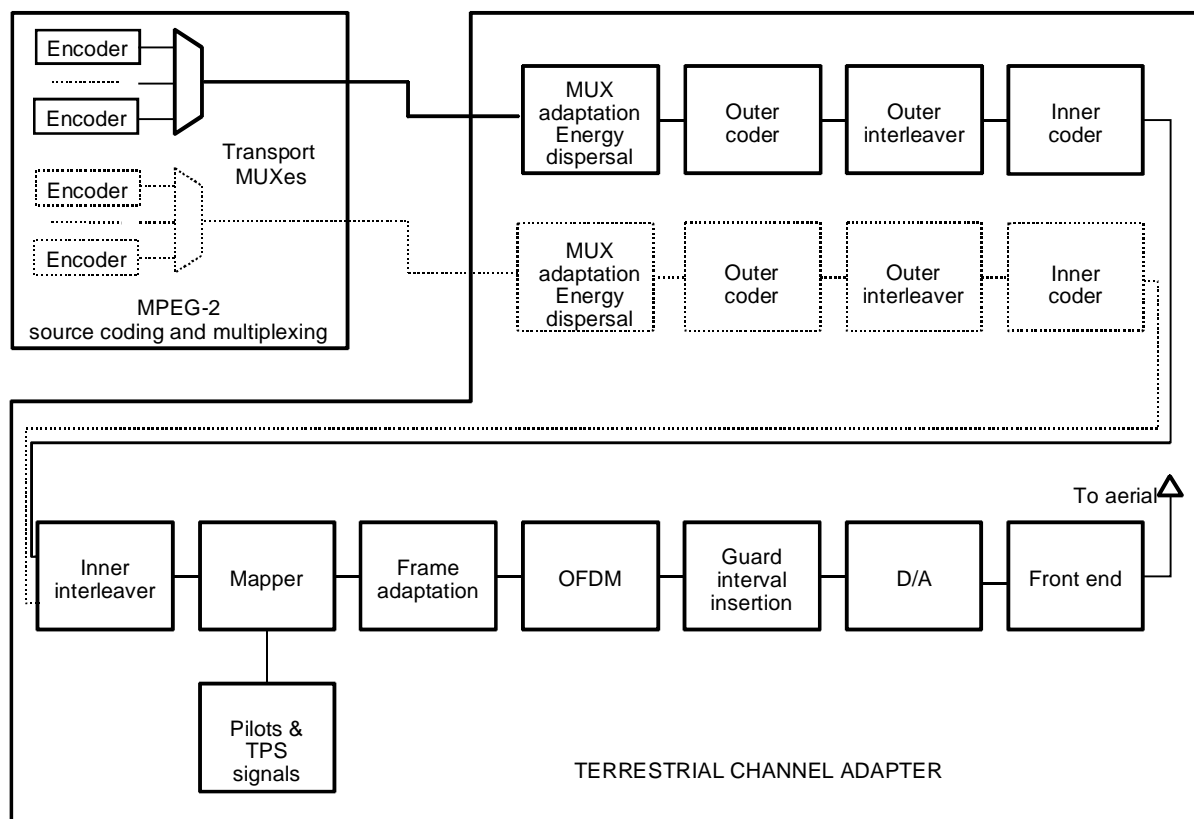 Encoder
Encoder
Transport
MUXes
Encoder
Encoder
MPEG-2
source coding and multiplexing
MUX
adaptation
Energy
dispersal
Outer
coder
Outer
interleaver
Inner
coder
MUX
adaptation
Energy
dispersal
Outer
coder
Outer
interleaver
Inner
coder
To aerial
Inner
interleaver
Mapper
Frame
adaptation
OFDM
Guard
interval
insertion
D/A
Front end
Pilots &
TPS
signals
TERRESTRIAL CHANNEL ADAPTER